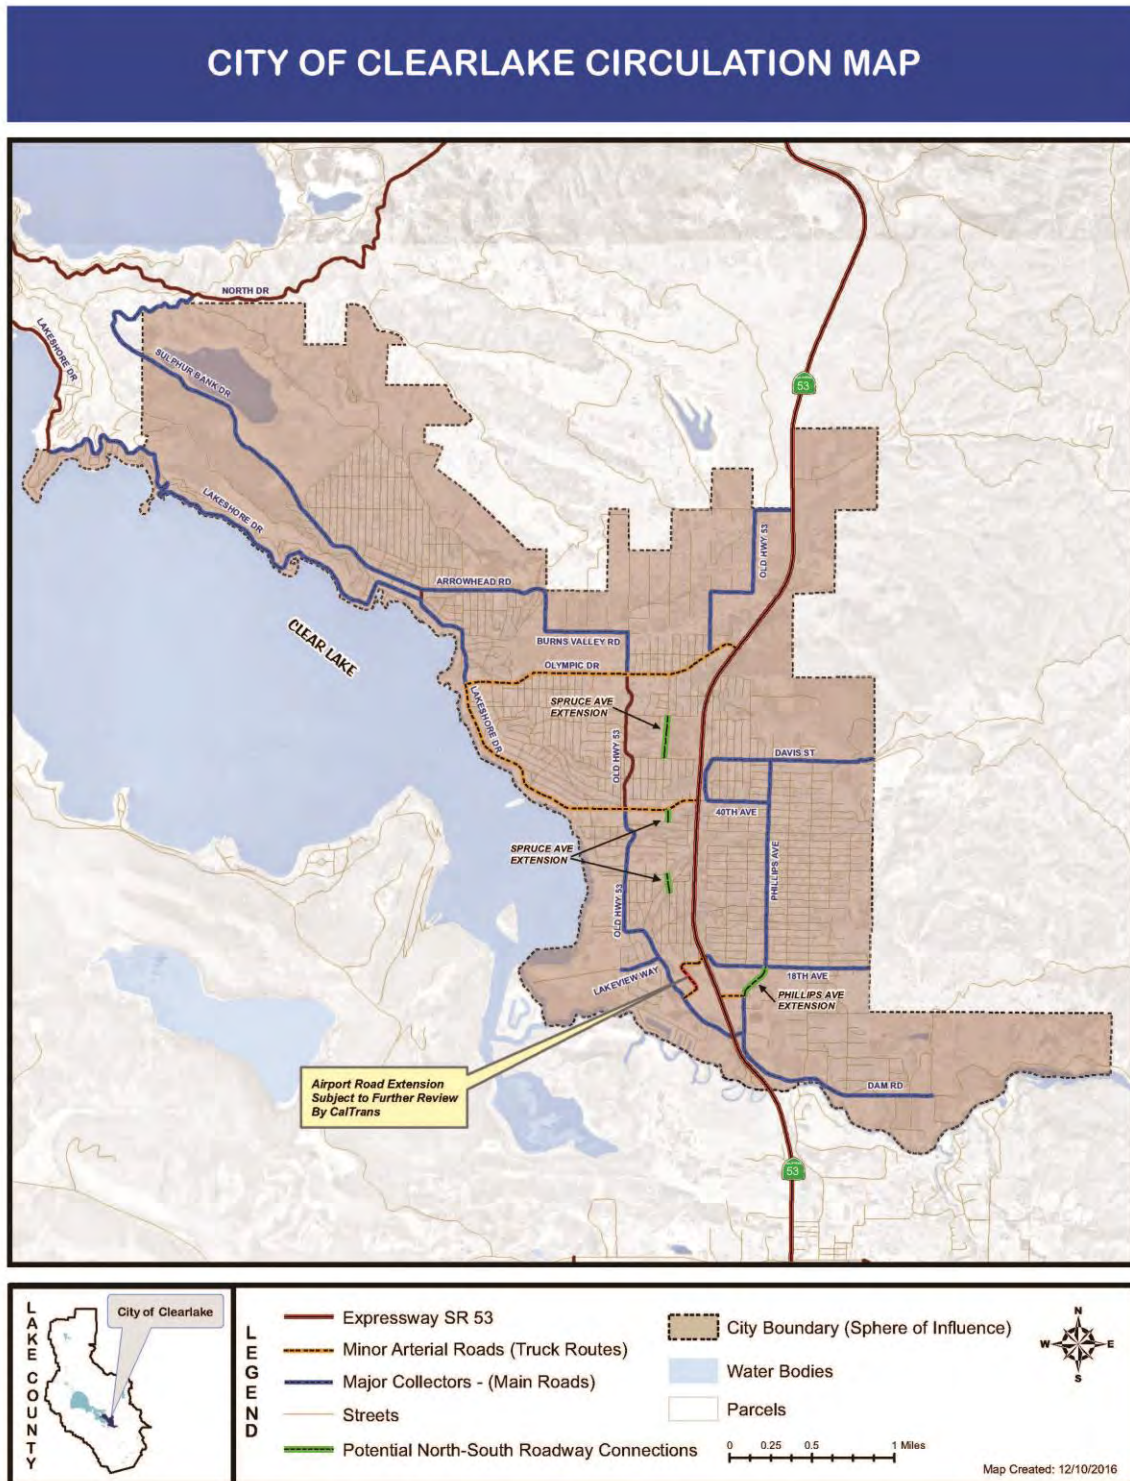 CITY OF CLEARLAKE CIRCULATION MAP
NORTH DR
LAKESHORE DR
SULPHUR BANK DR
53
LAKESHORE DR
OLD HWY. 53
ARROWHEAD RD
CLEAR LAKE
BURNS VALLEY RD
OLYMPIC DR
LAKESHORE DR
SPRUCE AVE
EXTENSION
OLD HWY. 53
DAVIS ST
40TH AVE
SPRUCE AVE
EXTENSION
PHILLIPS AVE
OLD HWY 53
LAKEVIEW WAY
18TH AVE
PHILLIPS AVE
EXTENSION
Airport Road Extension
Subject to Further Review
By CalTrans
DAM RD
53
LAKE COUNTY
City of Clearlake
LEGEND
Expressway SR 53
Minor Arterial Roads (Truck Routes)
Major Collectors - (Main Roads)
Streets
Potential North-South Roadway Connections
City Boundary (Sphere of Influence)
Water Bodies
Parcels
0 0.25 0.5 1 Miles
N
W E
S
Map Created: 12/10/2016